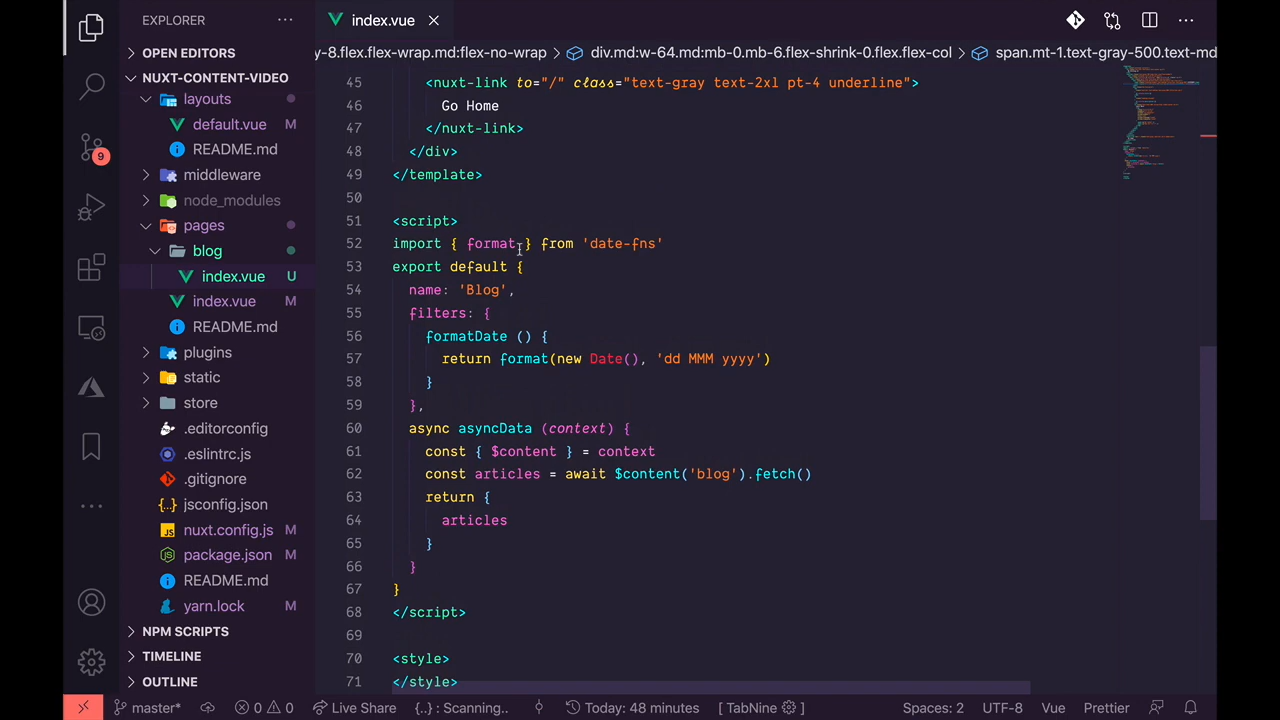 EXPLORER
OPEN EDITORS
NUXT-CONTENT-VIDEO
layouts
default.vue M
README.md
middleware
node_modules
pages
blog
index.vue U
index.vue M
README.md
plugins
static
store
.editorconfig
.eslintrc.js
.gitignore
{..} jsconfig.json
JS nuxt.config.js M
package.json M
README.md
yarn.lock M
NPM SCRIPTS
TIMELINE
OUTLINE
9
index.vue
y-8.flex.flex-wrap.md:flex-no-wrap > div.md:w-64.md:mb-0.mb-6.flex-shrink-0.flex.flex-col > span.mt-1.text-gray-500.text-md
45 <nuxt-link to="/" class="text-gray text-2xl pt-4 underline">
46 Go Home
47 </nuxt-link>
48 </div>
49 </template>
50
51 <script>
52 import { format } from 'date-fns'
53 export default {
54 name: 'Blog',
55 filters: {
56 formatDate () {
57 return format(new Date(), 'dd MMM yyyy')
58 }
59 },
60 async asyncData (context) {
61 const { $content } = context
62 const articles = await $content('blog').fetch()
63 return {
64 articles
65 }
66 }
67 }
68 </script>
69
70 <style>
71 </style>
master* 0 0 Live Share {..} : Scanning.. Today: 48 minutes [ TabNine ] Spaces: 2 UTF-8 Vue Prettier